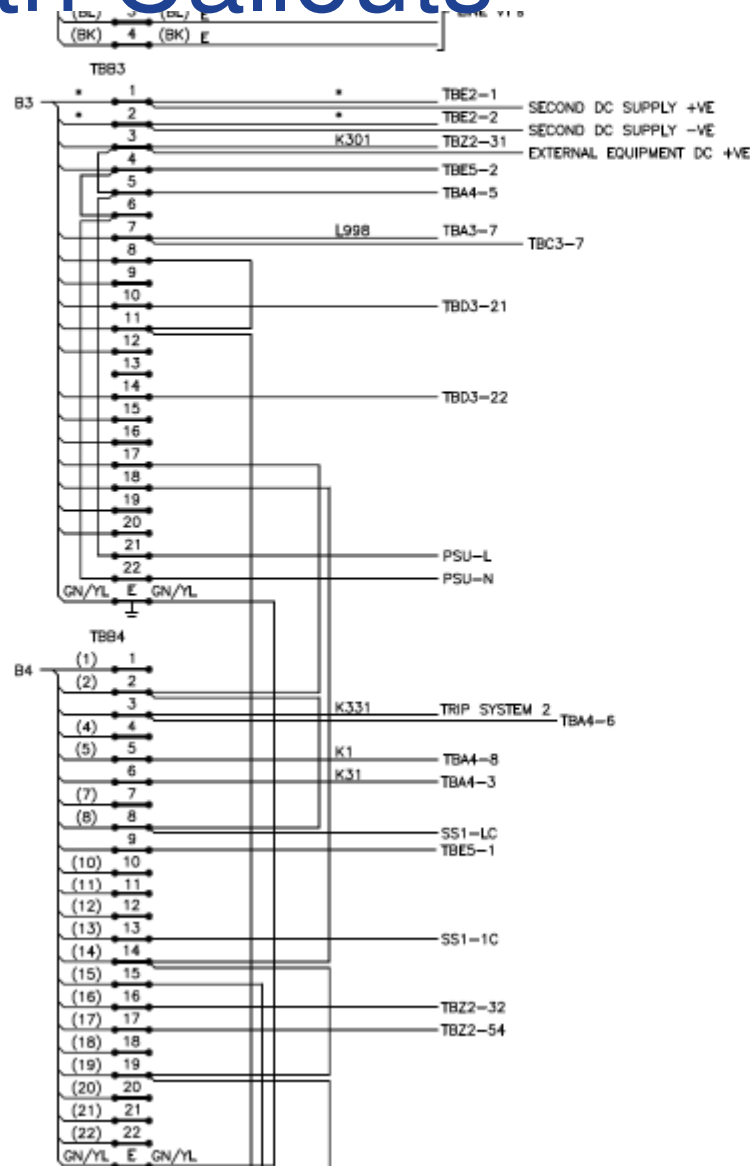 th Callouts
(BL) 3 (BL) E
(BK) 4 (BK) E
TBB3
B3
* 1 * TBE2-1
SECOND DC SUPPLY +VE
* 2 * TBE2-2
SECOND DC SUPPLY -VE
3 K301 TBZ2-31
EXTERNAL EQUIPMENT DC +VE
4 TBE5-2
5 TBA4-5
6
7 L998 TBA3-7
TBC3-7
8
9
10 TBD3-21
11
12
13
14 TBD3-22
15
16
17
18
19
20
21 PSU-L
22 PSU-N
GN/YL E GN/YL
TBB4
B4
(1) 1
(2) 2
3 K331 TRIP SYSTEM 2
TBA4-6
(4) 4
(5) 5 K1 TBA4-8
6 K31 TBA4-3
(7) 7
(8) 8
SS1-LC
9 TBE5-1
(10) 10
(11) 11
(12) 12
(13) 13 SS1-1C
(14) 14
(15) 15
(16) 16 TBZ2-32
(17) 17 TBZ2-54
(18) 18
(19) 19
(20) 20
(21) 21
(22) 22
GN/YL E GN/YL